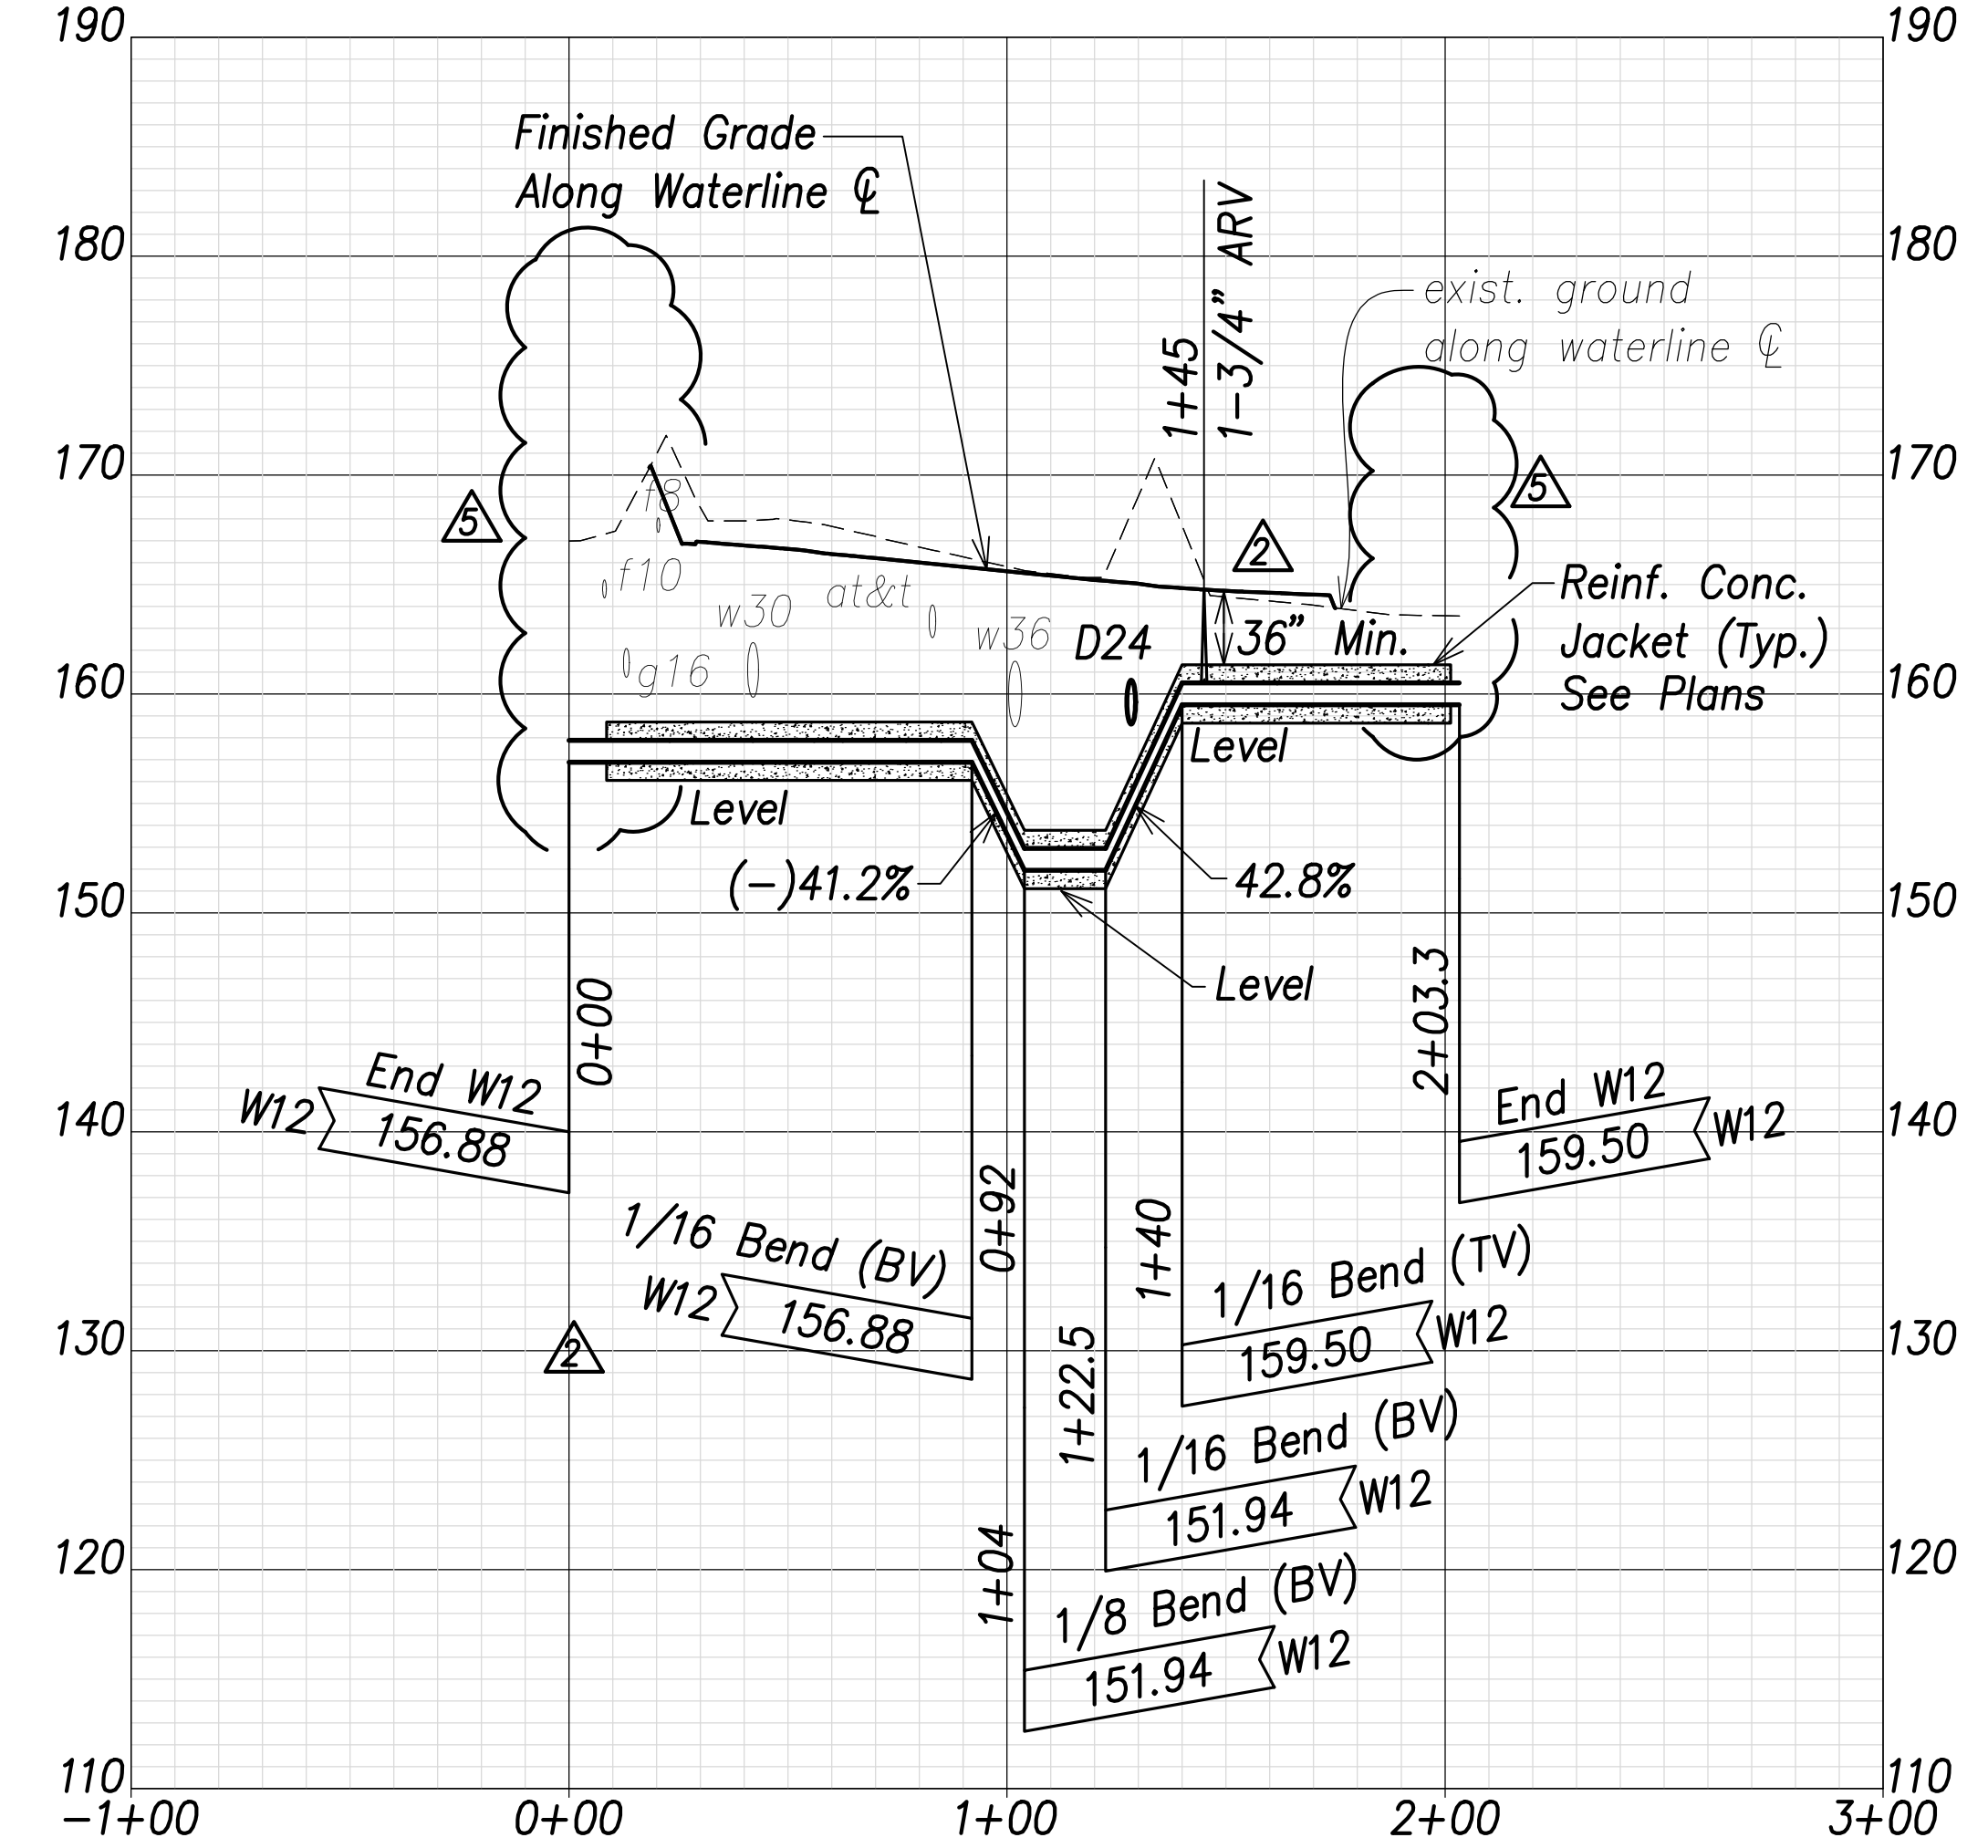 190
190
Finished Grade
Along Waterline ℄
180
180
1+45
1-3/4" ARV
exist. ground
along waterline ℄
170
170
5
5
2
f8
f10
w30
at&t
w36
g16
D24
36" Min.
Reinf. Conc.
Jacket (Typ.)
See Plans
160
160
Level
Level
(-)41.2%
42.8%
150
150
Level
0+00
2+03.3
End W12
W12
156.88
End W12
159.50
W12
140
140
0+92
1+40
1/16 Bend (BV)
W12
156.88
1/16 Bend (TV)
159.50
W12
130
130
2
1+22.5
1/16 Bend (BV)
151.94
W12
120
120
1+04
1/8 Bend (BV)
151.94
W12
110
110
-1+00
0+00
1+00
2+00
3+00